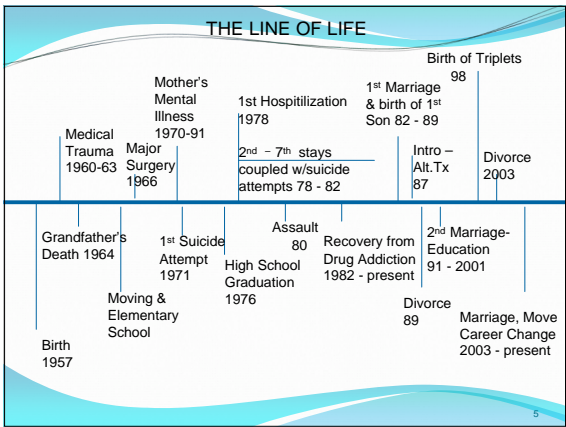 THE LINE OF LIFE
Birth of Triplets
98
Mother's
Mental
Illness
1970-91
1st Hospitilization
1978
1st Marriage
& birth of 1st
Son 82 - 89
Medical
Trauma
1960-63
Major
Surgery
1966
2nd – 7th stays
coupled w/suicide
attempts 78 - 82
Intro –
Alt.Tx
87
Divorce
2003
Grandfather's
Death 1964
1st Suicide
Attempt
1971
High School
Graduation
1976
Assault
80
Recovery from
Drug Addiction
1982 - present
2nd Marriage-
Education
91 - 2001
Moving &
Elementary
School
Divorce
89
Marriage, Move
Career Change
2003 - present
Birth
1957
5